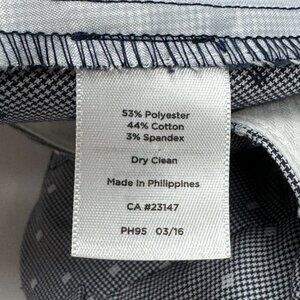 53% Polyester
44% Cotton
3% Spandex
Dry Clean
Made in Philippines
CA #23147
PH95 03/16